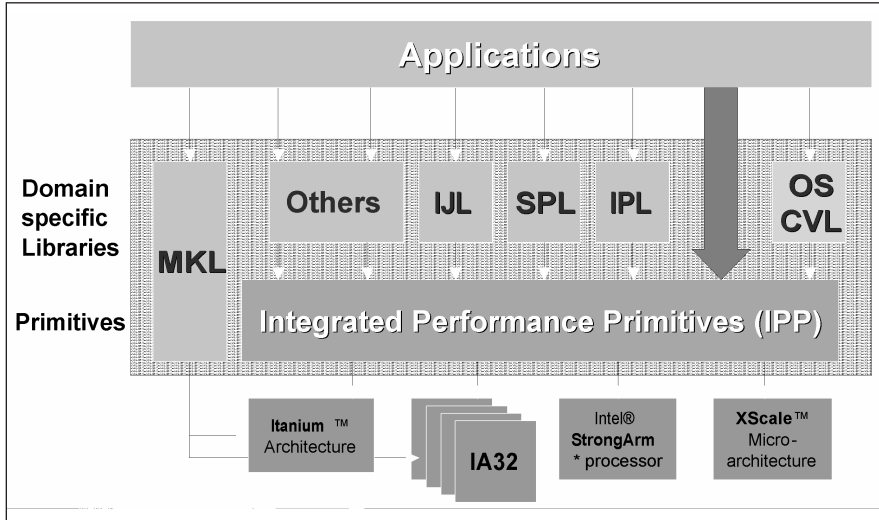 Applications
Domain
specific
Libraries
MKL
Others
IJL
SPL
IPL
OS
CVL
Primitives
Integrated Performance Primitives (IPP)
Itanium ™
Architecture
IA32
Intel®
StrongArm
* processor
XScale™
Micro-
architecture